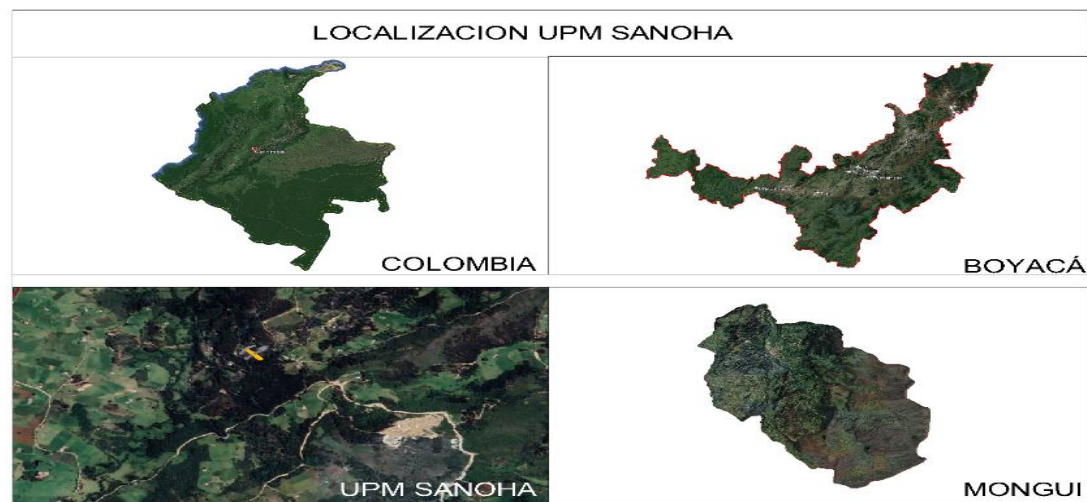 LOCALIZACION UPM SANOHA
COLOMBIA
BOYACÁ
UPM SANOHA
MONGUI